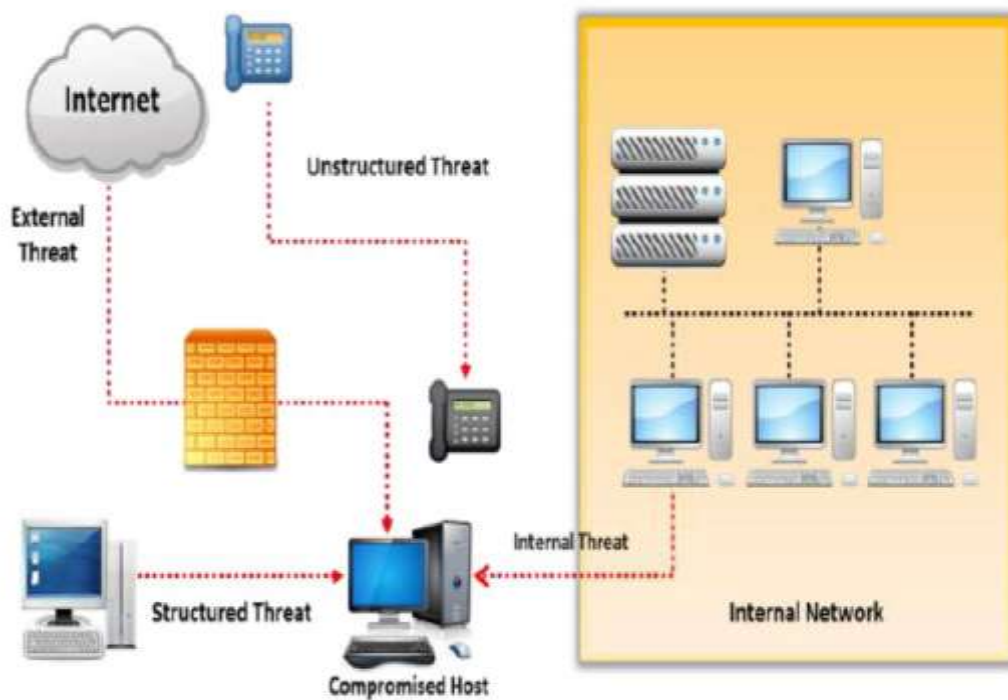 Internet
Unstructured Threat
External
Threat
Internal Threat
Structured Threat
Internal Network
Compromised Host